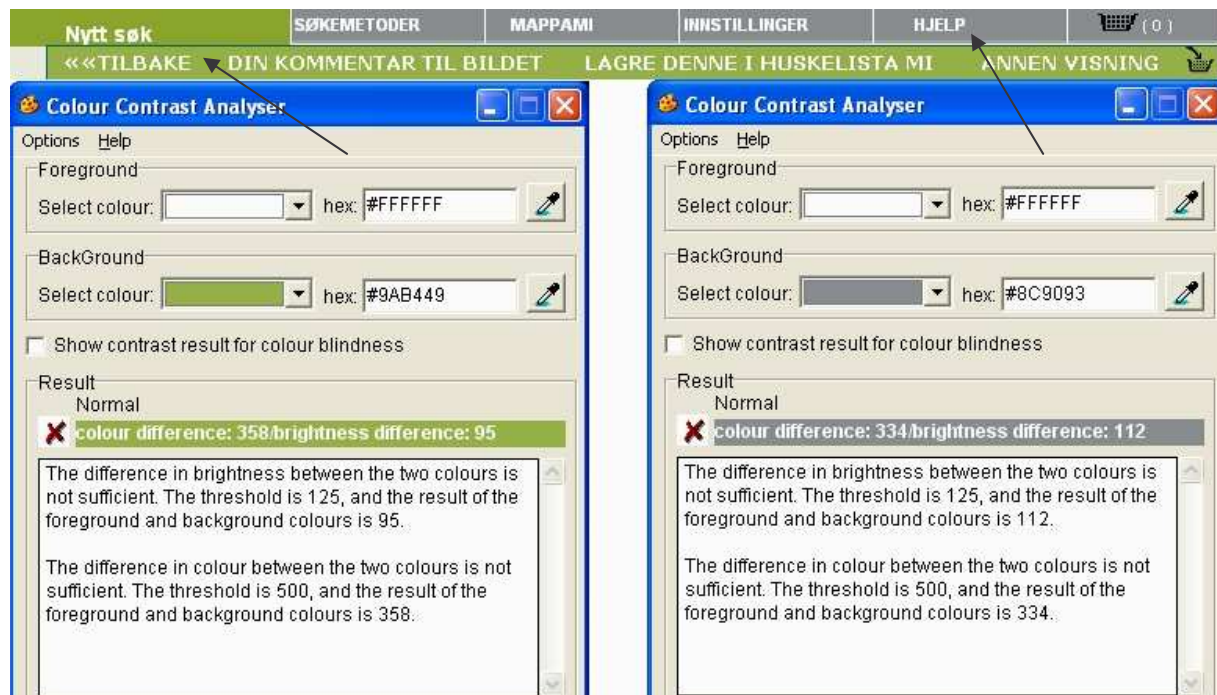 Nytt søk SØKEMETODER MAPPAMI INNSTILLINGER HJELP (0)
««TILBAKE DIN KOMMENTAR TIL BILDET LAGRE DENNE I HUSKELISTA MI ANNEN VISNING
Colour Contrast Analyser
Options Help
Foreground
Select colour: hex: #FFFFFF
BackGround
Select colour: hex: #9AB449
Show contrast result for colour blindness
Result
Normal
colour difference: 358/brightness difference: 95
The difference in brightness between the two colours is
not sufficient. The threshold is 125, and the result of the
foreground and background colours is 95.
The difference in colour between the two colours is not
sufficient. The threshold is 500, and the result of the
foreground and background colours is 358.
Colour Contrast Analyser
Options Help
Foreground
Select colour: hex: #FFFFFF
BackGround
Select colour: hex: #8C9093
Show contrast result for colour blindness
Result
Normal
colour difference: 334/brightness difference: 112
The difference in brightness between the two colours is
not sufficient. The threshold is 125, and the result of the
foreground and background colours is 112.
The difference in colour between the two colours is not
sufficient. The threshold is 500, and the result of the
foreground and background colours is 334.